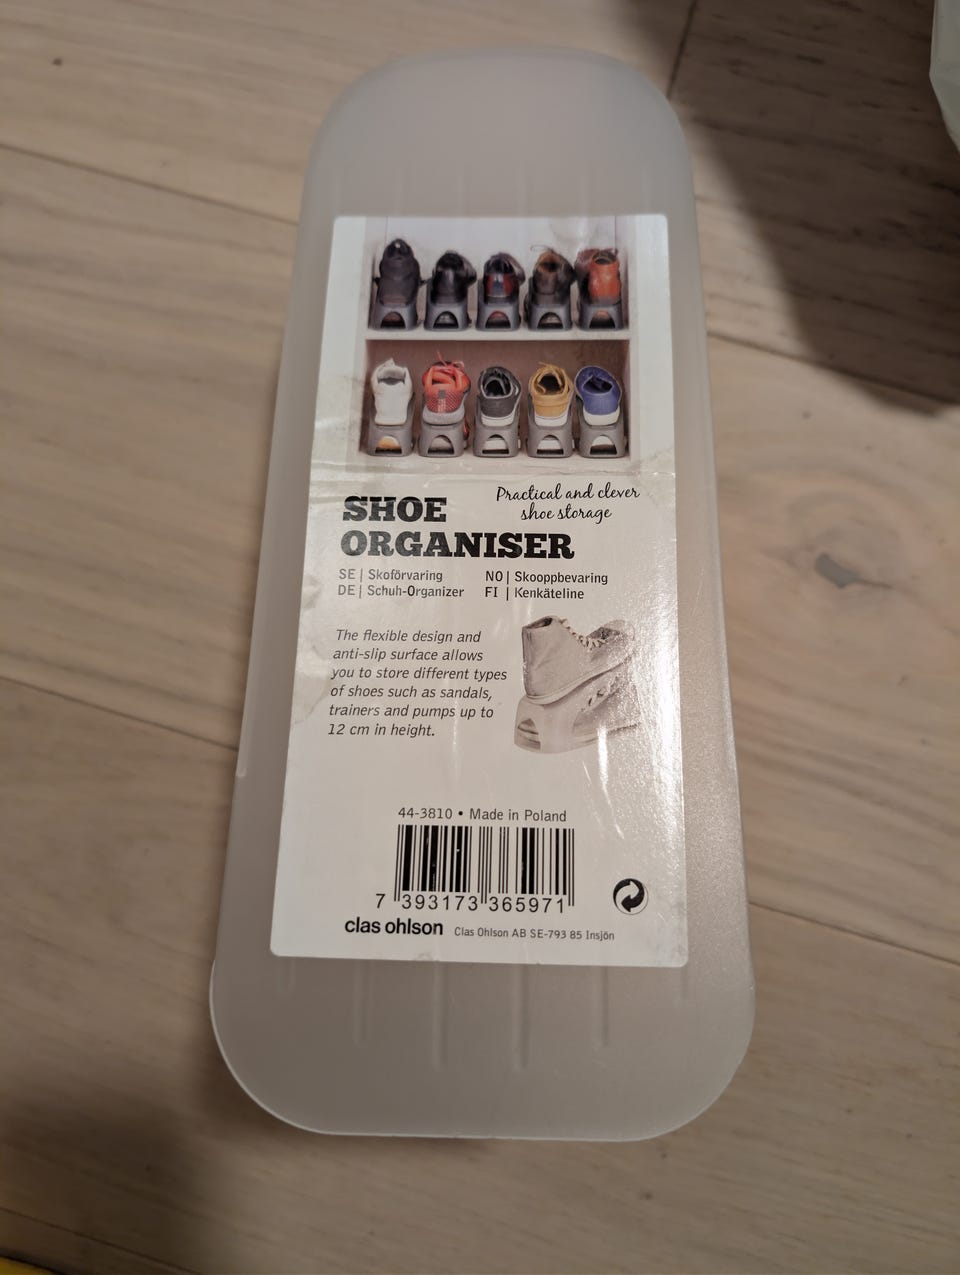 SHOE
ORGANISER
Practical and clever
shoe storage
SE | Skoförvaring
DE | Schuh-Organizer
NO | Skooppbevaring
FI | Kenkäteline
The flexible design and
anti-slip surface allows
you to store different types
of shoes such as sandals,
trainers and pumps up to
12 cm in height.
44-3810 • Made in Poland
7 393173 365971
clas ohlson Clas Ohlson AB SE-793 85 Insjön